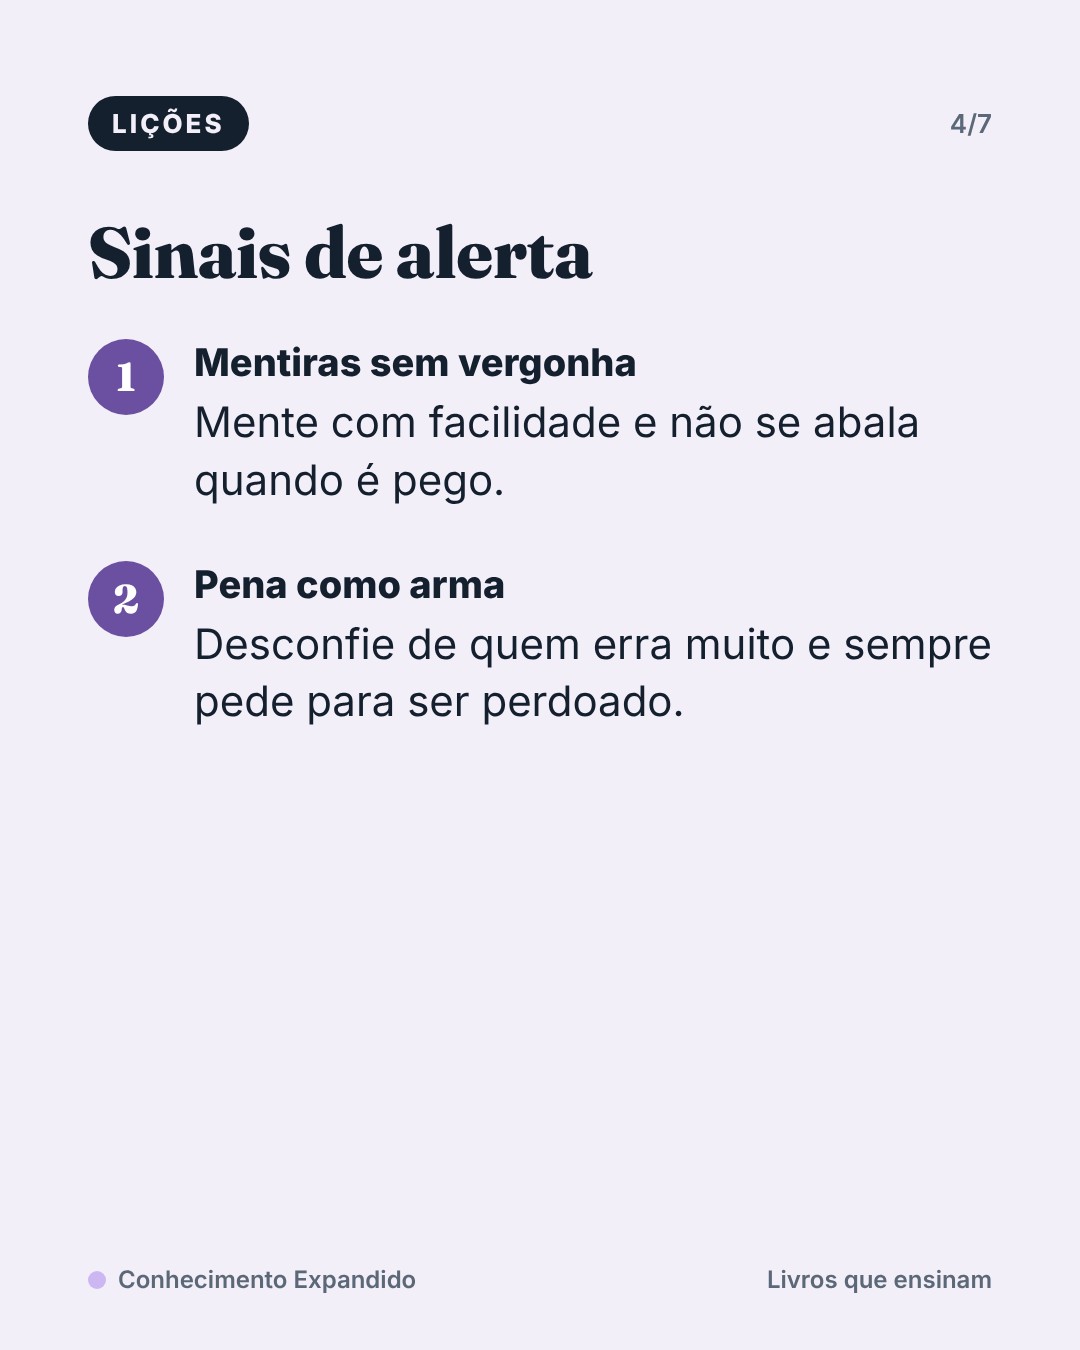 LIÇÕES
4/7
Sinais de alerta
1
Mentiras sem vergonha
Mente com facilidade e não se abala
quando é pego.
2
Pena como arma
Desconfie de quem erra muito e sempre
pede para ser perdoado.
Conhecimento Expandido
Livros que ensinam